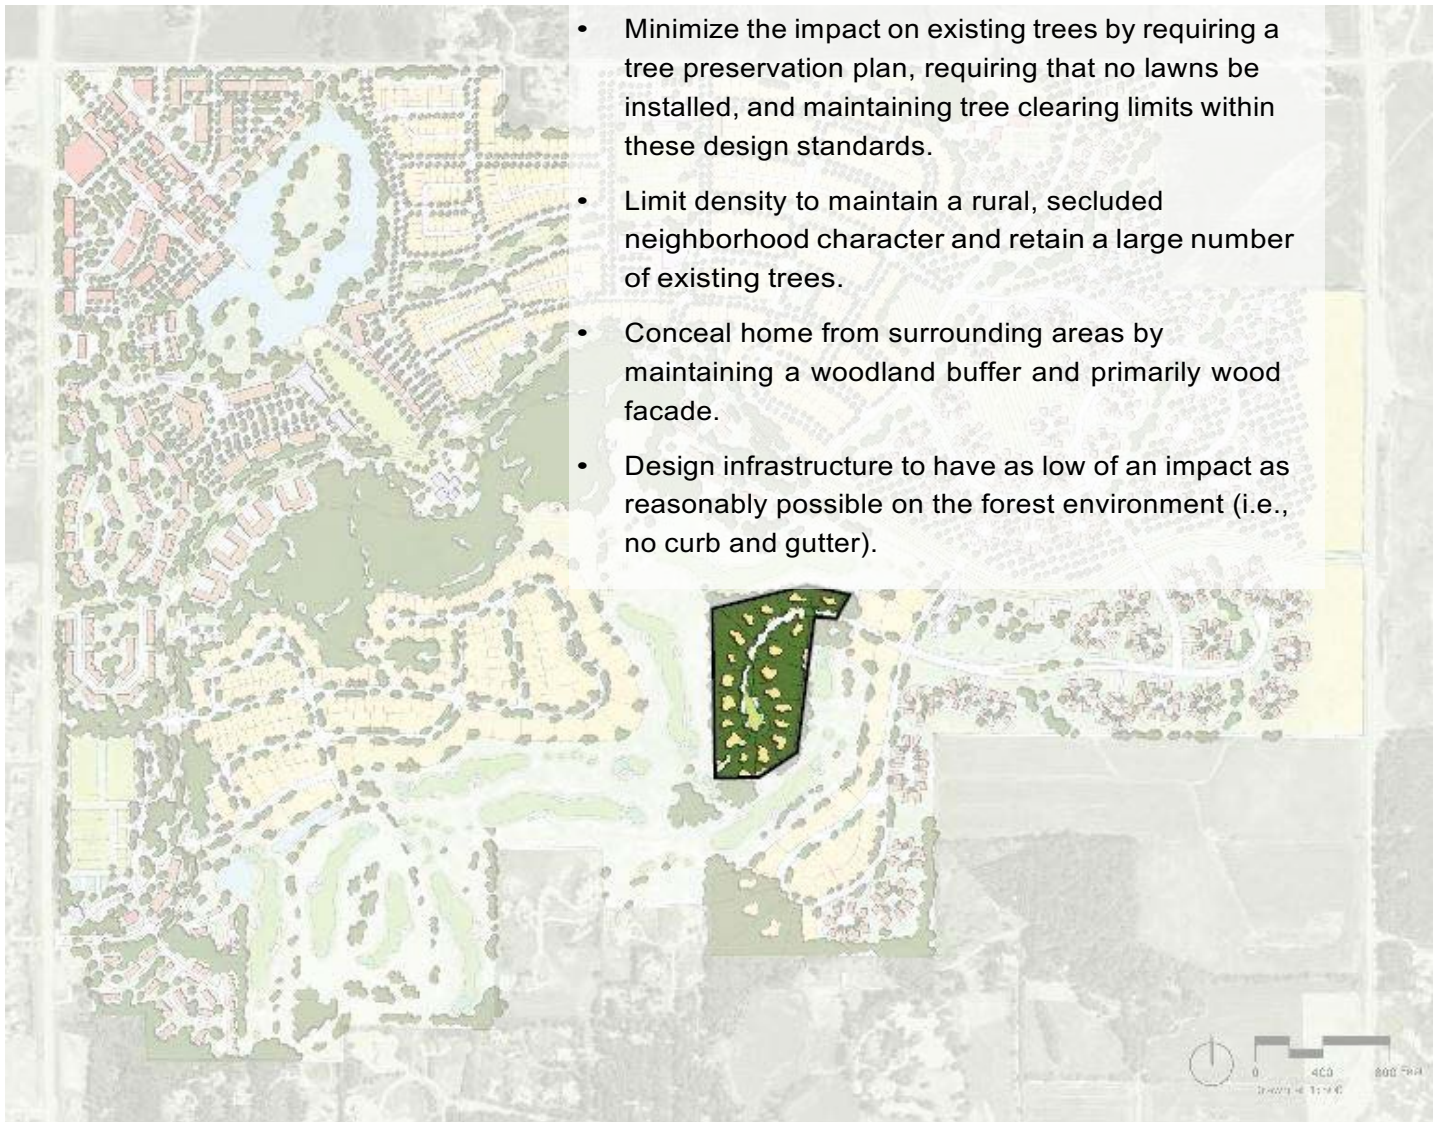 • Minimize the impact on existing trees by requiring a
tree preservation plan, requiring that no lawns be
installed, and maintaining tree clearing limits within
these design standards.
• Limit density to maintain a rural, secluded
neighborhood character and retain a large number
of existing trees.
• Conceal home from surrounding areas by
maintaining a woodland buffer and primarily wood
facade.
• Design infrastructure to have as low of an impact as
reasonably possible on the forest environment (i.e.,
no curb and gutter).
0 400 800 Feet